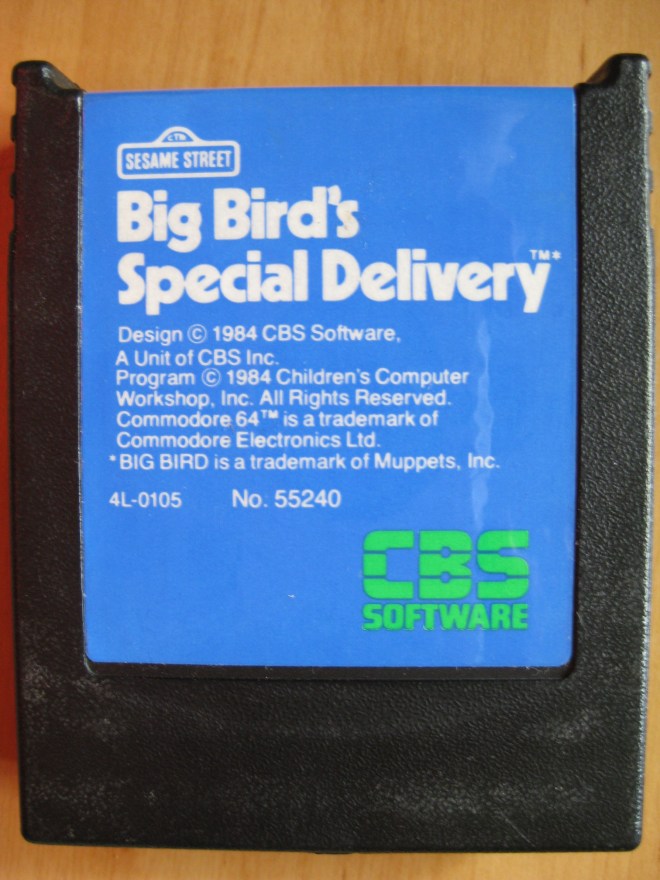 CTW
SESAME STREET
Big Bird's
Special Delivery™*
Design © 1984 CBS Software,
A Unit of CBS Inc.
Program © 1984 Children's Computer
Workshop, Inc. All Rights Reserved.
Commodore 64™ is a trademark of
Commodore Electronics Ltd.
*BIG BIRD is a trademark of Muppets, Inc.
4L-0105 No. 55240
CBS
SOFTWARE